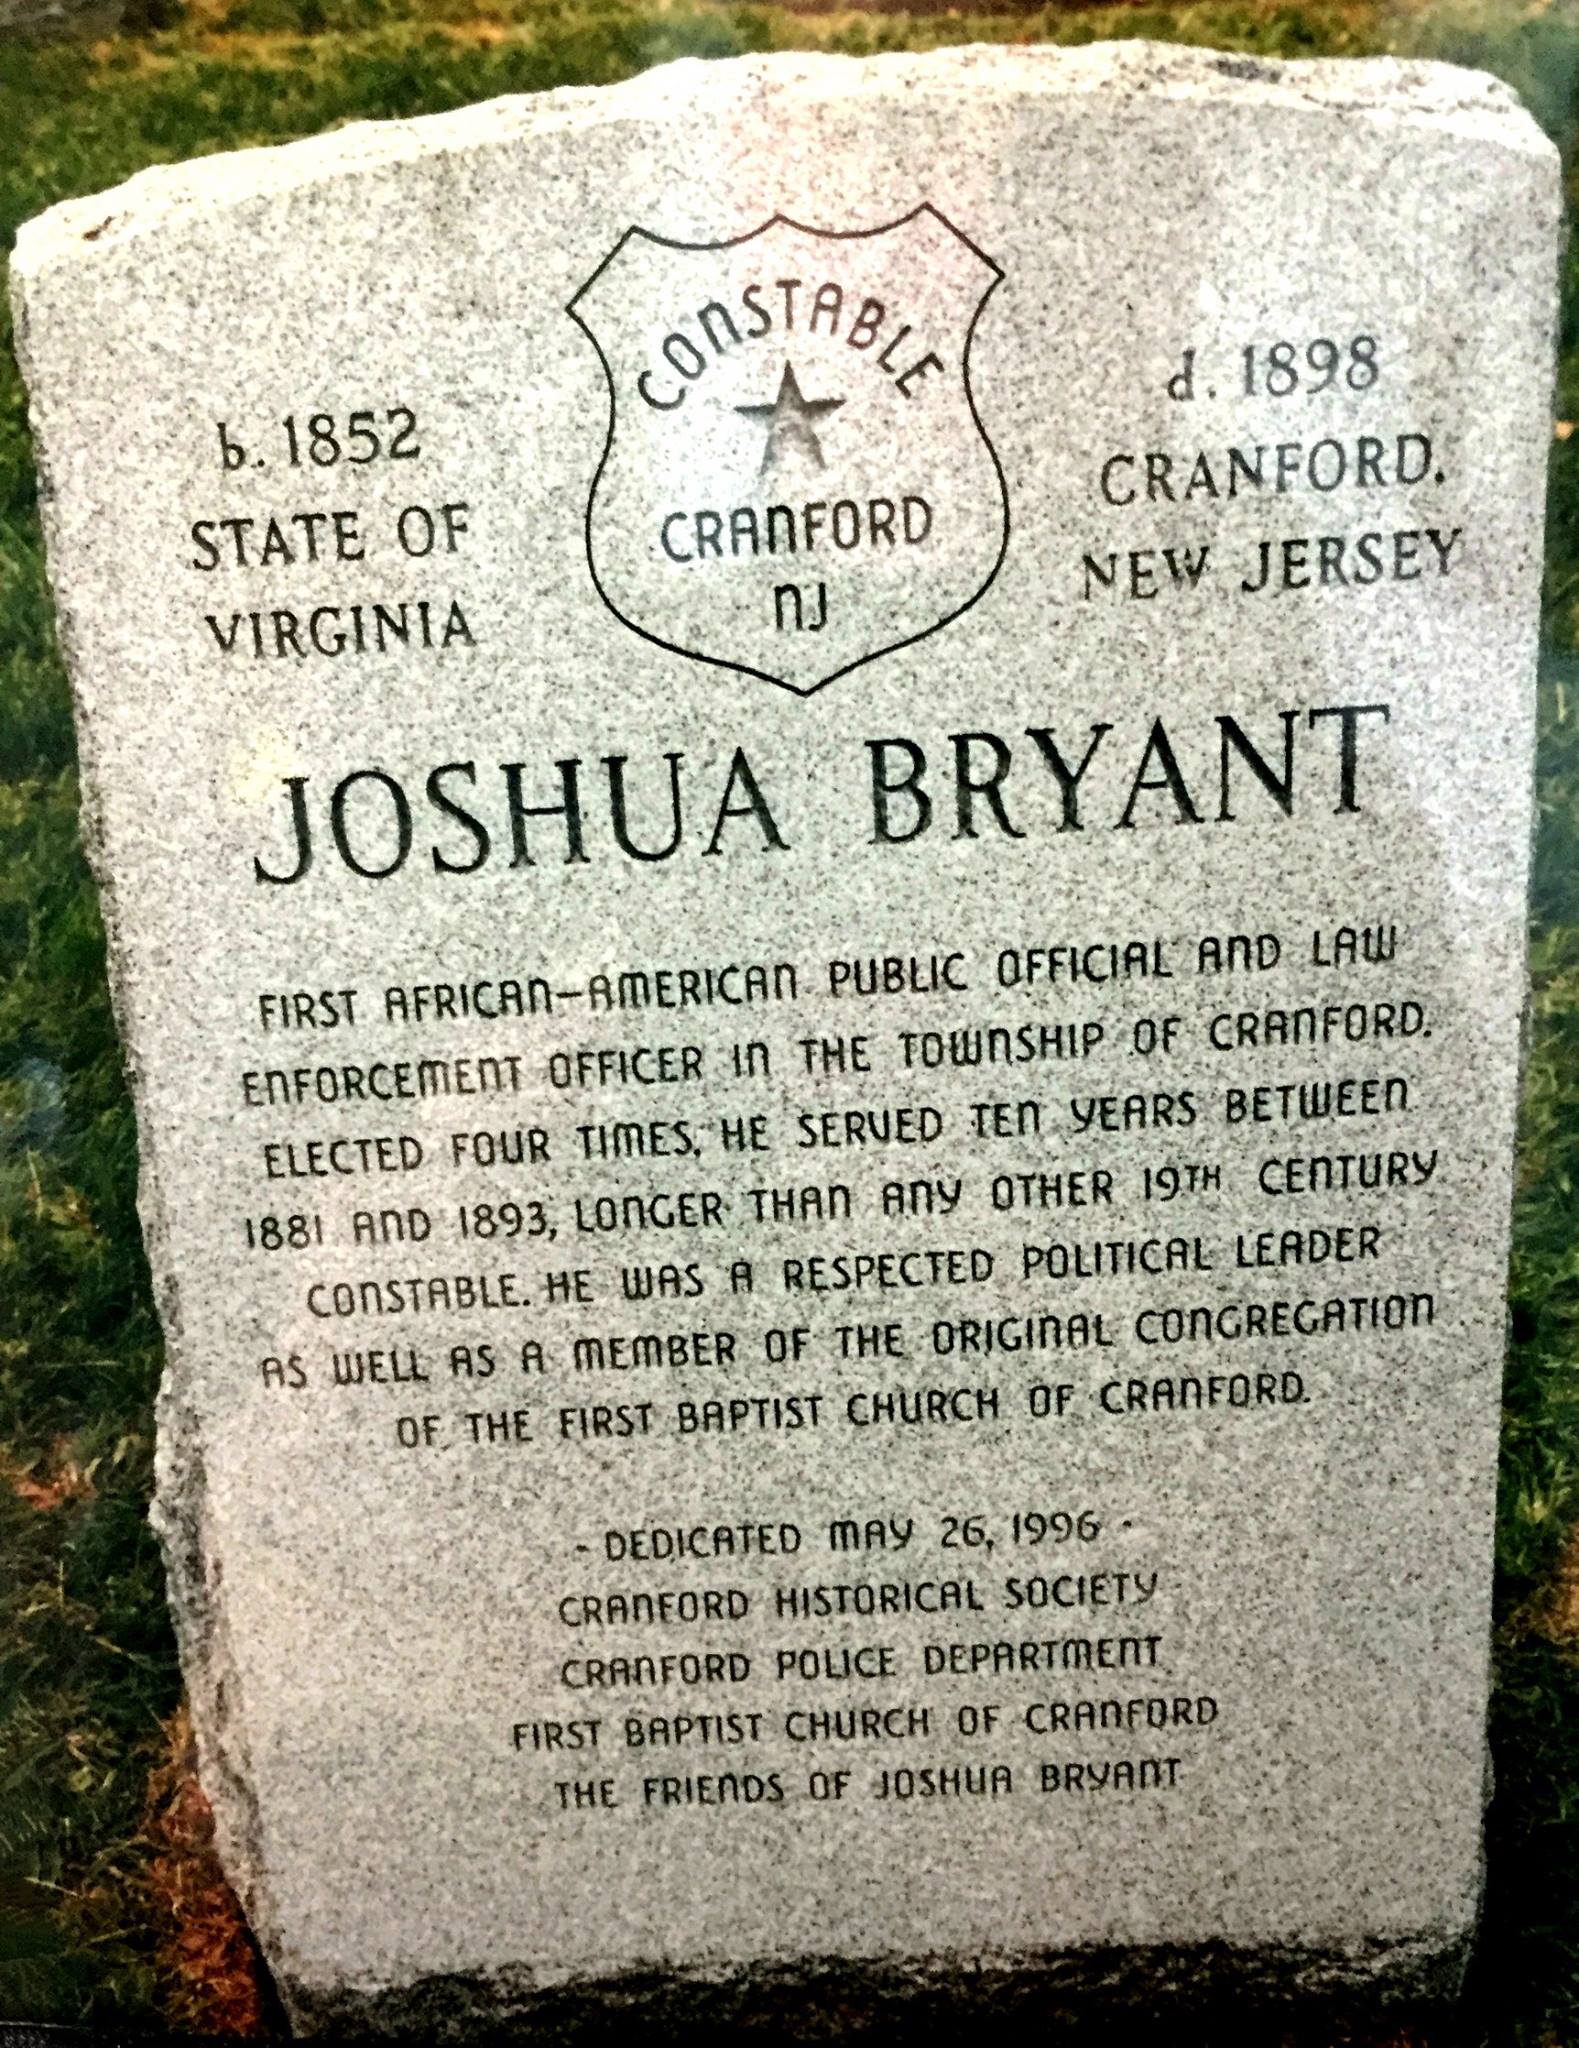 CONSTABLE
CRANFORD
NJ
b. 1852
STATE OF
VIRGINIA
d. 1898
CRANFORD.
NEW JERSEY
JOSHUA BRYANT
FIRST AFRICAN-AMERICAN PUBLIC OFFICIAL AND LAW
ENFORCEMENT OFFICER IN THE TOWNSHIP OF CRANFORD.
ELECTED FOUR TIMES, HE SERVED TEN YEARS BETWEEN
1881 AND 1893, LONGER THAN ANY OTHER 19TH CENTURY
CONSTABLE. HE WAS A RESPECTED POLITICAL LEADER
AS WELL AS A MEMBER OF THE ORIGINAL CONGREGATION
OF THE FIRST BAPTIST CHURCH OF CRANFORD.
- DEDICATED MAY 26, 1996 -
CRANFORD HISTORICAL SOCIETY
CRANFORD POLICE DEPARTMENT
FIRST BAPTIST CHURCH OF CRANFORD
THE FRIENDS OF JOSHUA BRYANT